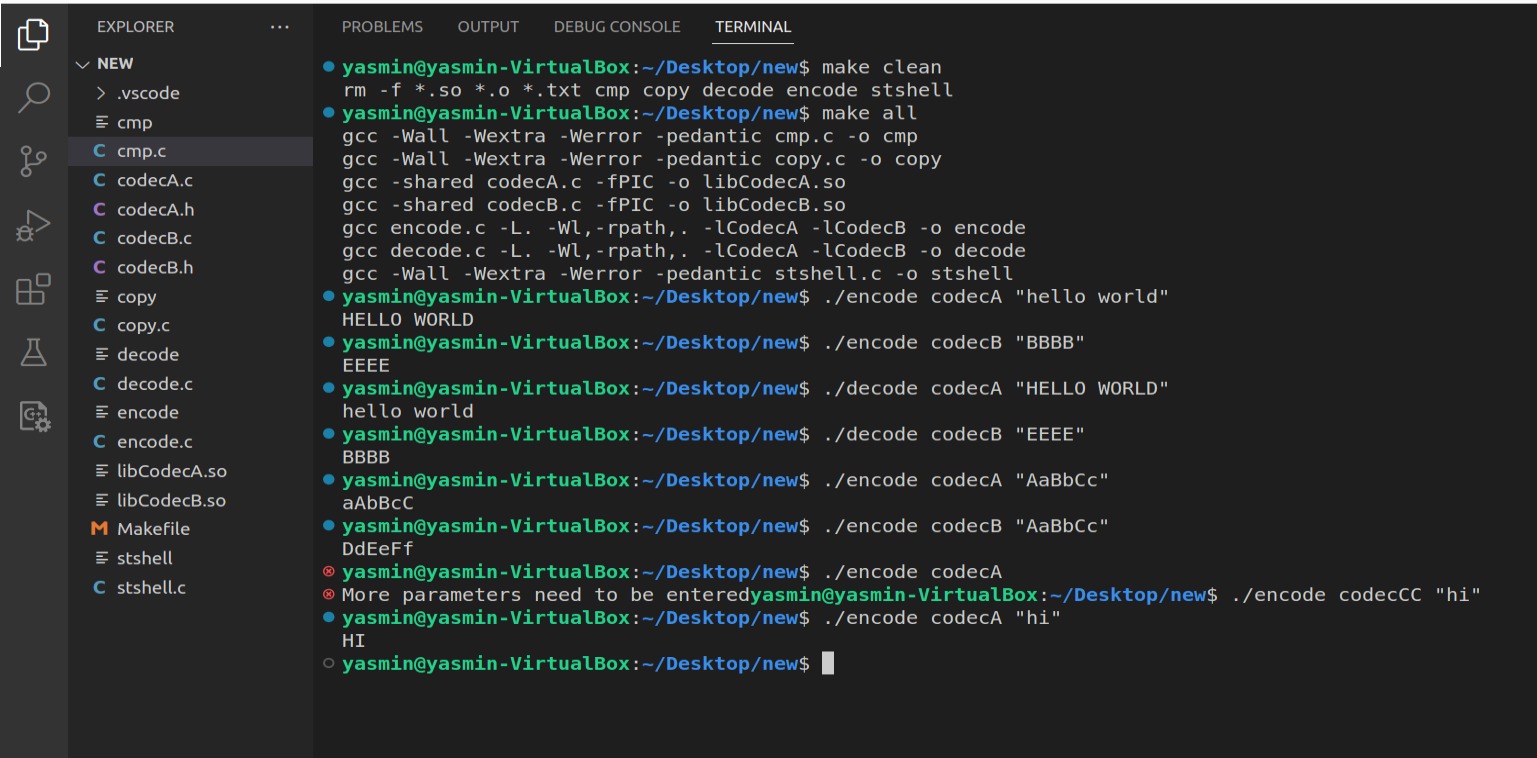 EXPLORER ···
NEW
.vscode
cmp
C cmp.c
C codecA.c
C codecA.h
C codecB.c
C codecB.h
copy
C copy.c
decode
C decode.c
encode
C encode.c
libCodecA.so
libCodecB.so
M Makefile
stshell
C stshell.c
PROBLEMS OUTPUT DEBUG CONSOLE TERMINAL
yasmin@yasmin-VirtualBox:~/Desktop/new$ make clean
rm -f *.so *.o *.txt cmp copy decode encode stshell
yasmin@yasmin-VirtualBox:~/Desktop/new$ make all
gcc -Wall -Wextra -Werror -pedantic cmp.c -o cmp
gcc -Wall -Wextra -Werror -pedantic copy.c -o copy
gcc -shared codecA.c -fPIC -o libCodecA.so
gcc -shared codecB.c -fPIC -o libCodecB.so
gcc encode.c -L. -Wl,-rpath,. -lCodecA -lCodecB -o encode
gcc decode.c -L. -Wl,-rpath,. -lCodecA -lCodecB -o decode
gcc -Wall -Wextra -Werror -pedantic stshell.c -o stshell
yasmin@yasmin-VirtualBox:~/Desktop/new$ ./encode codecA "hello world"
HELLO WORLD
yasmin@yasmin-VirtualBox:~/Desktop/new$ ./encode codecB "BBBB"
EEEE
yasmin@yasmin-VirtualBox:~/Desktop/new$ ./decode codecA "HELLO WORLD"
hello world
yasmin@yasmin-VirtualBox:~/Desktop/new$ ./decode codecB "EEEE"
BBBB
yasmin@yasmin-VirtualBox:~/Desktop/new$ ./encode codecA "AaBbCc"
aAbBcC
yasmin@yasmin-VirtualBox:~/Desktop/new$ ./encode codecB "AaBbCc"
DdEeFf
yasmin@yasmin-VirtualBox:~/Desktop/new$ ./encode codecA
More parameters need to be enteredyasmin@yasmin-VirtualBox:~/Desktop/new$ ./encode codecCC "hi"
yasmin@yasmin-VirtualBox:~/Desktop/new$ ./encode codecA "hi"
HI
yasmin@yasmin-VirtualBox:~/Desktop/new$